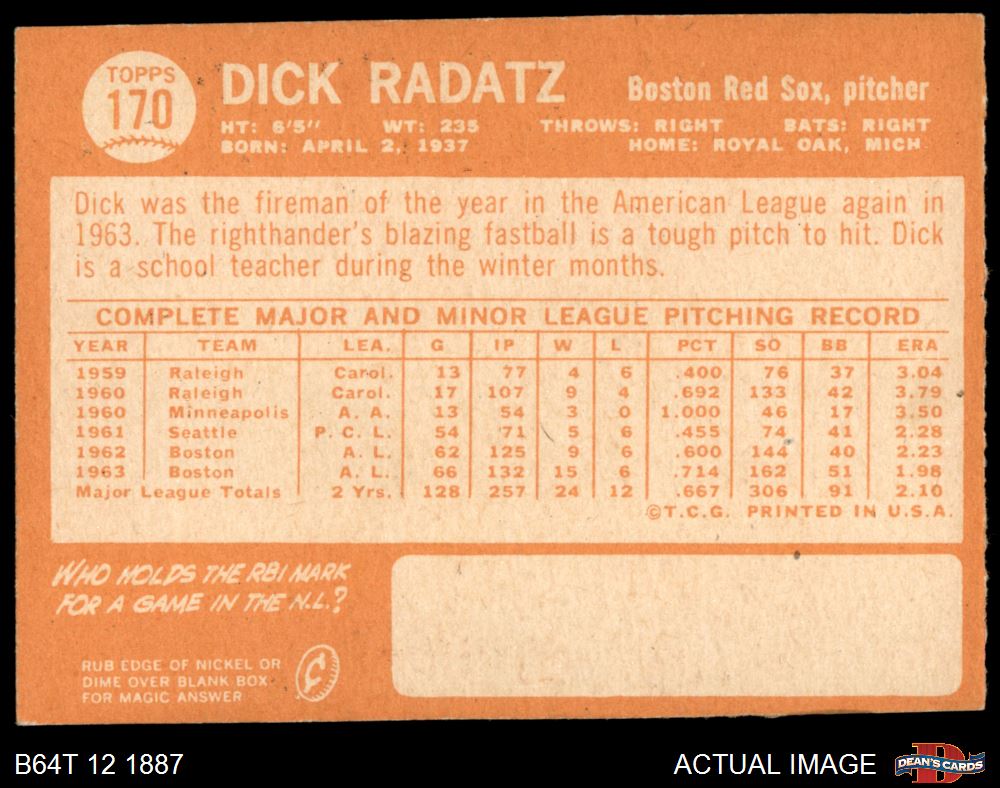 TOPPS
170
DICK RADATZ
Boston Red Sox, pitcher
HT: 6'5" WT: 235 THROWS: RIGHT BATS: RIGHT
BORN: APRIL 2, 1937 HOME: ROYAL OAK, MICH.
Dick was the fireman of the year in the American League again in
1963. The righthander's blazing fastball is a tough pitch to hit. Dick
is a school teacher during the winter months.
COMPLETE MAJOR AND MINOR LEAGUE PITCHING RECORD
YEAR TEAM LEA. G IP W L PCT SO BB ERA
1959 Raleigh Carol. 13 77 4 6 .400 76 37 3.04
1960 Raleigh Carol. 17 107 9 4 .692 133 42 3.79
1960 Minneapolis A. A. 13 54 3 0 1.000 46 17 3.50
1961 Seattle P. C. L. 54 71 5 6 .455 74 41 2.28
1962 Boston A. L. 62 125 9 6 .600 144 40 2.23
1963 Boston A. L. 66 132 15 6 .714 162 51 1.98
Major League Totals 2 Yrs. 128 257 24 12 .667 306 91 2.10
©T.C.G. PRINTED IN U.S.A.
WHO HOLDS THE RBI MARK
FOR A GAME IN THE N.L.?
RUB EDGE OF NICKEL OR
DIME OVER BLANK BOX
FOR MAGIC ANSWER
B64T 12 1887
ACTUAL IMAGE
D
DEAN'S CARDS